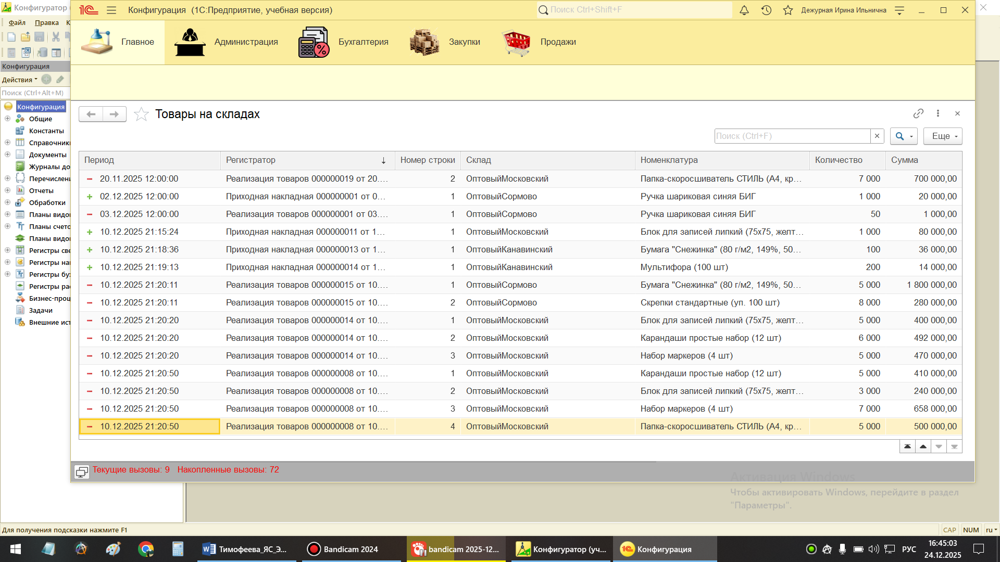 Конфигуратор (
Конфигурация (1С:Предприятие, учебная версия)
Поиск Ctrl+Shift+F
Дежурная Ирина Ильинична
Файл Правка К
Главное
Администрация
Бухгалтерия
Закупки
Продажи
Конфигурация
Действия
Поиск (Ctrl+Alt+M)
Конфигурация
Общие
Константы
Справочник
Документы
Журналы до
Перечислен
Отчеты
Обработки
Планы видо
Планы счето
Планы видо
Регистры све
Регистры на
Регистры бу
Регистры рас
Бизнес-проц
Задачи
Внешние ист
Товары на складах
Поиск (Ctrl+F)
Еще
Период Регистратор Номер строки Склад Номенклатура Количество Сумма
20.11.2025 12:00:00 Реализация товаров 000000019 от 20.… 2 ОптовыйМосковский Папка-скоросшиватель СТИЛЬ (А4, кр… 7 000 700 000,00
02.12.2025 12:00:00 Приходная накладная 000000001 от 0… 1 ОптовыйСормово Ручка шариковая синяя БИГ 1 000 20 000,00
03.12.2025 12:00:00 Реализация товаров 000000001 от 03.… 1 ОптовыйСормово Ручка шариковая синяя БИГ 50 1 000,00
10.12.2025 21:15:24 Приходная накладная 000000011 от 1… 1 ОптовыйМосковский Блок для записей липкий (75х75, желт… 1 000 80 000,00
10.12.2025 21:18:36 Приходная накладная 000000013 от 1… 1 ОптовыйКанавинский Бумага "Снежинка" (80 г/м2, 149%, 50… 100 36 000,00
10.12.2025 21:19:13 Приходная накладная 000000014 от 1… 1 ОптовыйКанавинский Мультифора (100 шт) 200 14 000,00
10.12.2025 21:20:11 Реализация товаров 000000015 от 10.… 1 ОптовыйСормово Бумага "Снежинка" (80 г/м2, 149%, 50… 5 000 1 800 000,00
10.12.2025 21:20:11 Реализация товаров 000000015 от 10.… 2 ОптовыйСормово Скрепки стандартные (уп. 100 шт) 8 000 280 000,00
10.12.2025 21:20:20 Реализация товаров 000000014 от 10.… 1 ОптовыйМосковский Блок для записей липкий (75х75, желт… 5 000 400 000,00
10.12.2025 21:20:20 Реализация товаров 000000014 от 10.… 2 ОптовыйМосковский Карандаши простые набор (12 шт) 6 000 492 000,00
10.12.2025 21:20:20 Реализация товаров 000000014 от 10.… 3 ОптовыйМосковский Набор маркеров (4 шт) 5 000 470 000,00
10.12.2025 21:20:50 Реализация товаров 000000008 от 10.… 1 ОптовыйМосковский Карандаши простые набор (12 шт) 5 000 410 000,00
10.12.2025 21:20:50 Реализация товаров 000000008 от 10.… 2 ОптовыйМосковский Блок для записей липкий (75х75, желт… 3 000 240 000,00
10.12.2025 21:20:50 Реализация товаров 000000008 от 10.… 3 ОптовыйМосковский Набор маркеров (4 шт) 7 000 658 000,00
10.12.2025 21:20:50 Реализация товаров 000000008 от 10.… 4 ОптовыйМосковский Папка-скоросшиватель СТИЛЬ (А4, кр… 5 000 500 000,00
Текущие вызовы: 9 Накопленные вызовы: 72
Активация Windows
Чтобы активировать Windows, перейдите в раздел
"Параметры".
Для получения подсказки нажмите F1
CAP NUM ru
Тимофеева_ЯС_Э...
Bandicam 2024
bandicam 2025-12...
Конфигуратор (уч...
Конфигурация
РУС
16:45:03
24.12.2025